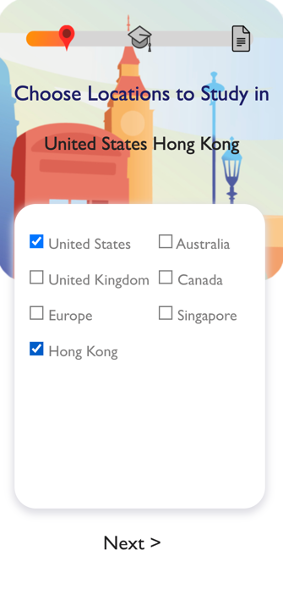 Choose Locations to Study in
United States Hong Kong
United States Australia
United Kingdom Canada
Europe Singapore
Hong Kong
Next >